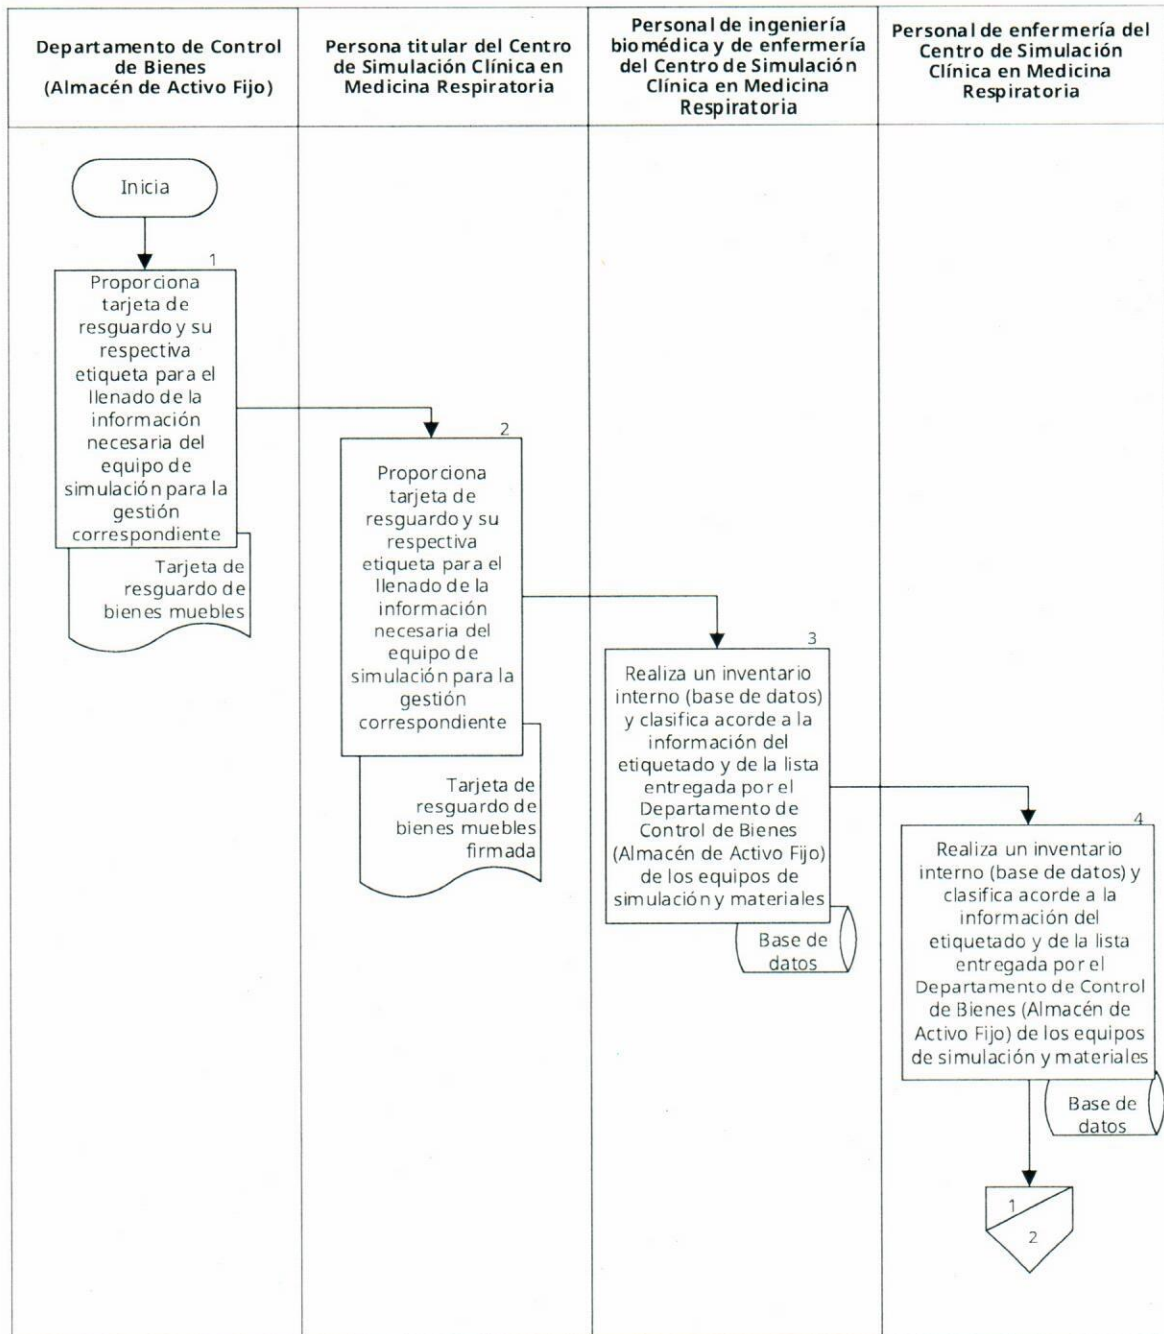 Departamento de Control
de Bienes
(Almacén de Activo Fijo)
Persona titular del Centro
de Simulación Clínica en
Medicina Respiratoria
Personal de ingeniería
biomédica y de enfermería
del Centro de Simulación
Clínica en Medicina
Respiratoria
Personal de enfermería del
Centro de Simulación
Clínica en Medicina
Respiratoria
Inicia
1
Proporciona
tarjeta de
resguardo y su
respectiva
etiqueta para el
llenado de la
información
necesaria del
equipo de
simulación para la
gestión
correspondiente
Tarjeta de
resguardo de
bienes muebles
2
Proporciona
tarjeta de
resguardo y su
respectiva
etiqueta para el
llenado de la
información
necesaria del
equipo de
simulación para la
gestión
correspondiente
Tarjeta de
resguardo de
bienes muebles
firmada
3
Realiza un inventario
interno (base de datos)
y clasifica acorde a la
información del
etiquetado y de la lista
entregada por el
Departamento de
Control de Bienes
(Almacén de Activo Fijo)
de los equipos de
simulación y materiales
Base de
datos
4
Realiza un inventario
interno (base de datos) y
clasifica acorde a la
información del
etiquetado y de la lista
entregada por el
Departamento de Control
de Bienes (Almacén de
Activo Fijo) de los equipos
de simulación y materiales
Base de
datos
1
2